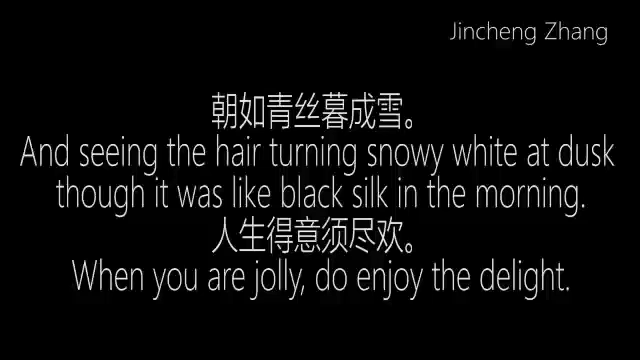 Jincheng Zhang
朝如青丝暮成雪。
And seeing the hair turning snowy white at dusk
though it was like black silk in the morning.
人生得意须尽欢。
When you are jolly, do enjoy the delight.